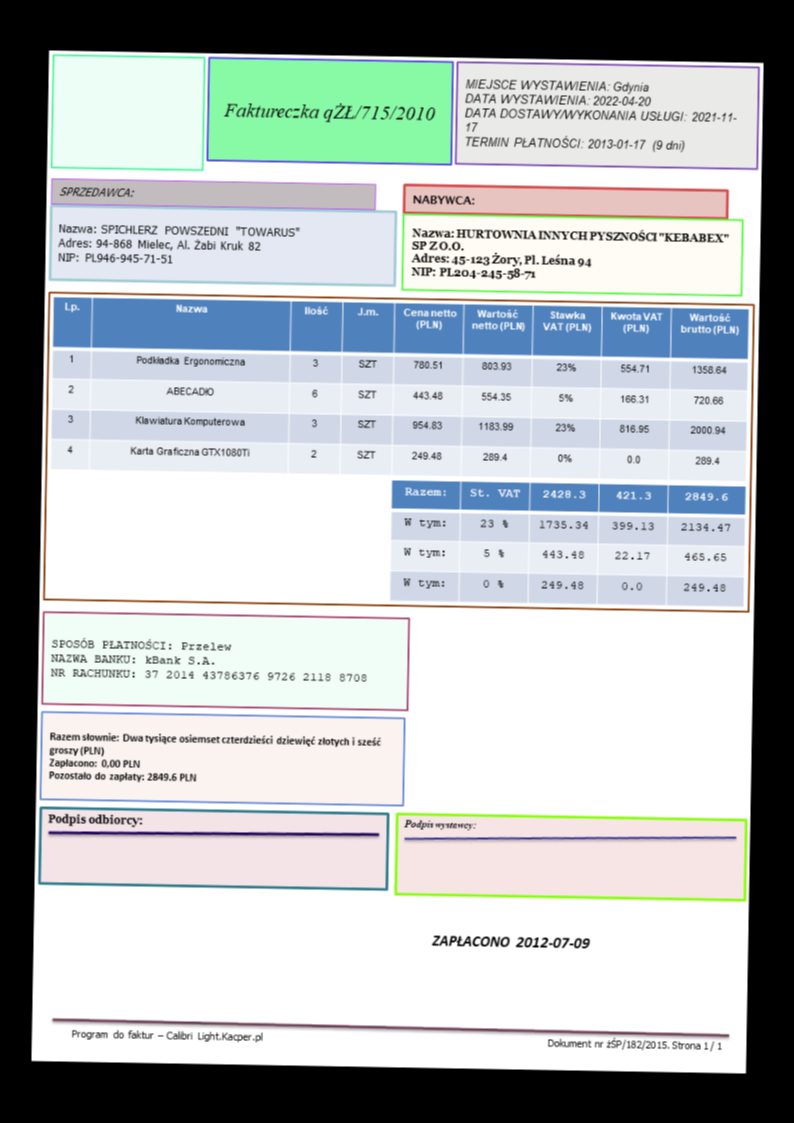 Faktureczka qŻŁ/715/2010
MIEJSCE WYSTAWIENIA: Gdynia
DATA WYSTAWIENIA: 2022-04-20
DATA DOSTAWY/WYKONANIA USŁUGI: 2021-11-
17
TERMIN PŁATNOŚCI: 2013-01-17 (9 dni)
SPRZEDAWCA:
Nazwa: SPICHLERZ POWSZEDNI "TOWARUS"
Adres: 94-868 Mielec, Al. Żabi Kruk 82
NIP: PL946-945-71-51
NABYWCA:
Nazwa: HURTOWNIA INNYCH PYSZNOŚCI "KEBABEX"
SP Z O.O.
Adres: 45-123 Żory, Pl. Leśna 94
NIP: PL204-245-58-71
Lp. Nazwa Ilość J.m. Cena netto (PLN) Wartość netto (PLN) Stawka VAT (PLN) Kwota VAT (PLN) Wartość brutto (PLN)
1 Podkładka Ergonomiczna 3 SZT 780.51 803.93 23% 554.71 1358.64
2 ABECADŁO 6 SZT 443.48 554.35 5% 166.31 720.66
3 Klawiatura Komputerowa 3 SZT 954.83 1183.99 23% 816.95 2000.94
4 Karta Graficzna GTX1080Ti 2 SZT 249.48 289.4 0% 0.0 289.4
Razem: St. VAT 2428.3 421.3 2849.6
W tym: 23 % 1735.34 399.13 2134.47
W tym: 5 % 443.48 22.17 465.65
W tym: 0 % 249.48 0.0 249.48
SPOSÓB PŁATNOŚCI: Przelew
NAZWA BANKU: kBank S.A.
NR RACHUNKU: 37 2014 43786376 9726 2118 8708
Razem słownie: Dwa tysiące osiemset czterdzieści dziewięć złotych i sześć
groszy (PLN)
Zapłacono: 0,00 PLN
Pozostało do zapłaty: 2849.6 PLN
Podpis odbiorcy:
Podpis wystawcy:
ZAPŁACONO 2012-07-09
Program do faktur – Calibri Light.Kacper.pl
Dokument nr żŚP/182/2015. Strona 1 / 1